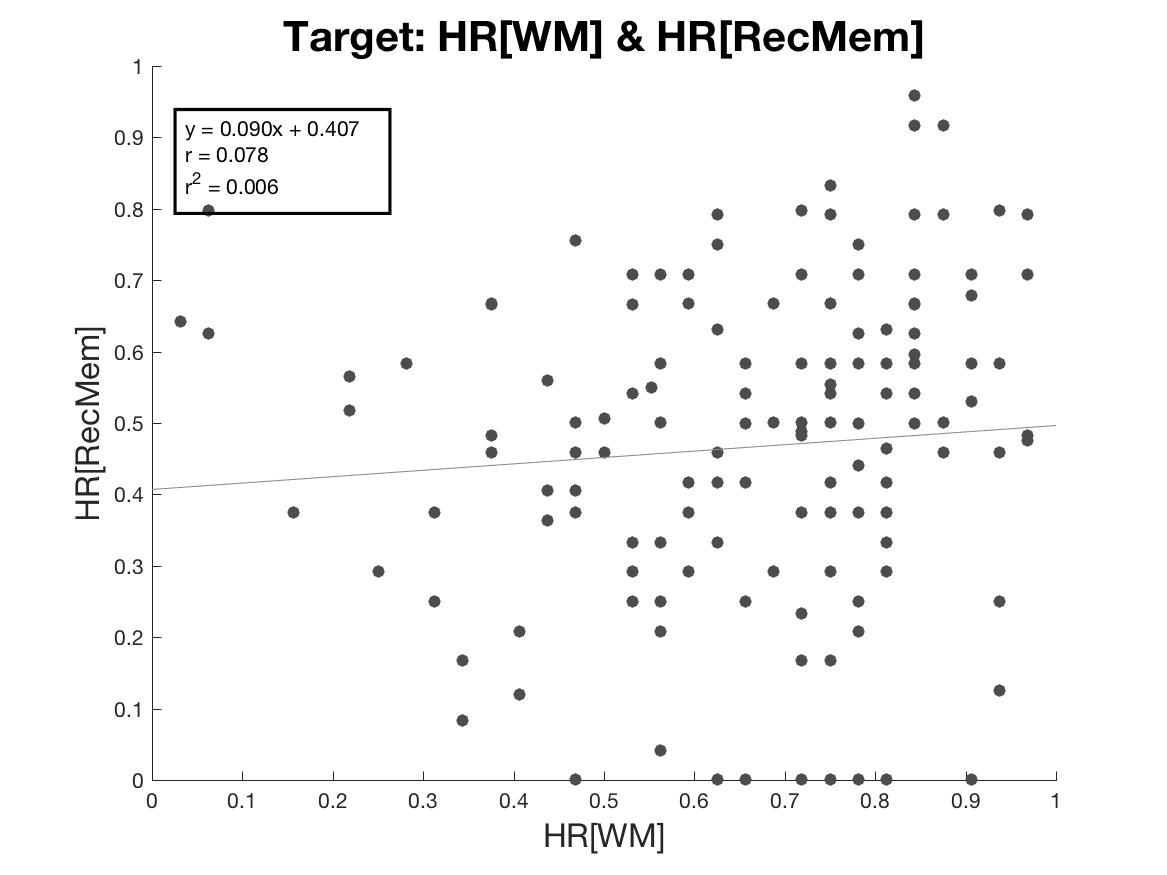 Target: HR[WM] & HR[RecMem]
1
0.9
0.8
0.7
0.6
0.5
0.4
0.3
0.2
0.1
0
y = 0.090x + 0.407
r = 0.078
r² = 0.006
HR[RecMem]
0 0.1 0.2 0.3 0.4 0.5 0.6 0.7 0.8 0.9 1
HR[WM]